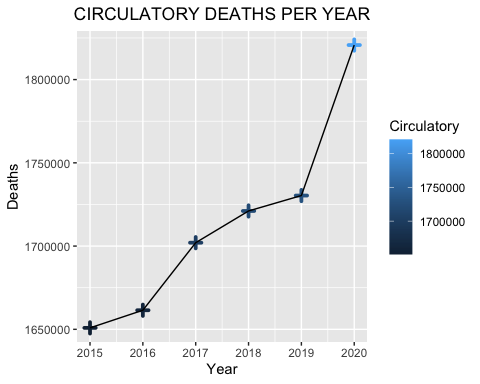 CIRCULATORY DEATHS PER YEAR
Deaths
1800000
1750000
1700000
1650000
2015 2016 2017 2018 2019 2020
Year
Circulatory
1800000
1750000
1700000